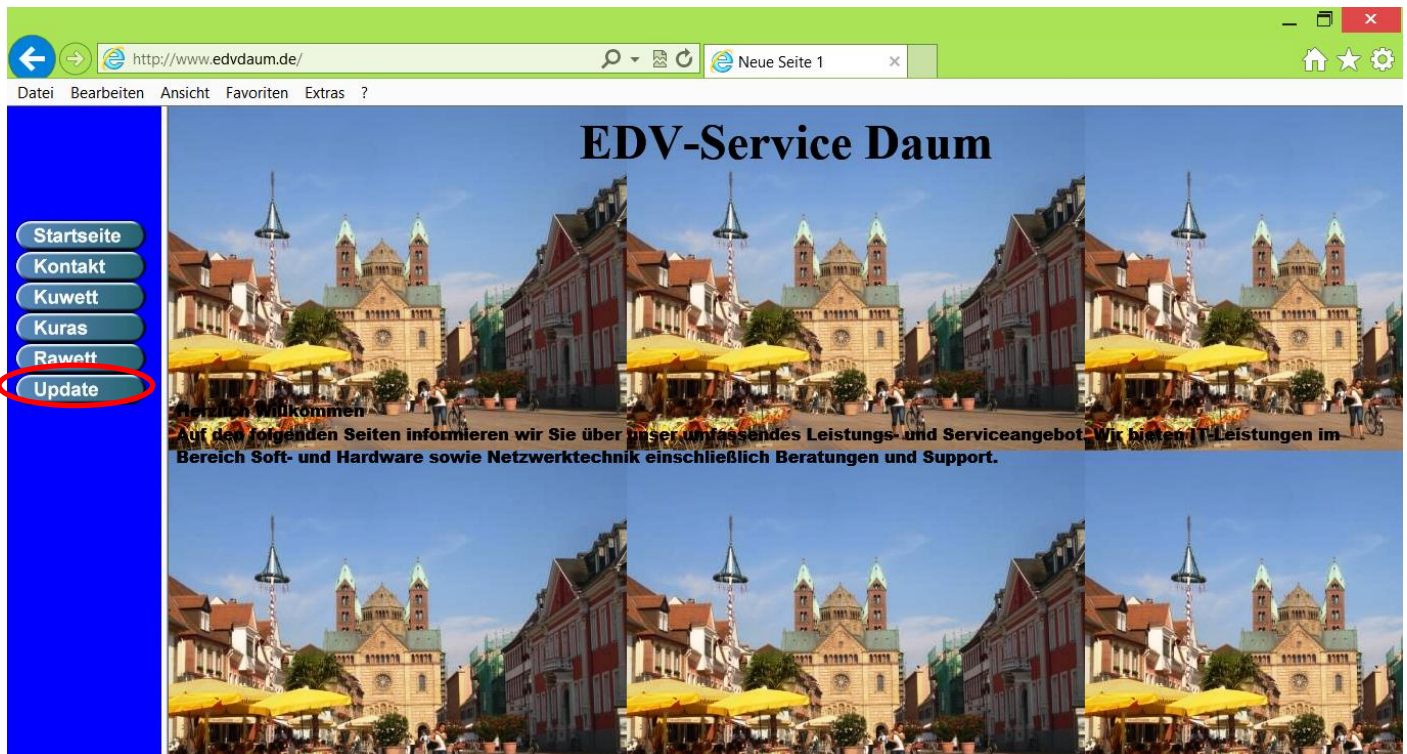 http://www.edvdaum.de/
Neue Seite 1
Datei Bearbeiten Ansicht Favoriten Extras ?
EDV-Service Daum
Startseite
Kontakt
Kuwett
Kuras
Rawett
Update
Herzlich Willkommen
Auf den folgenden Seiten informieren wir Sie über unser umfassendes Leistungs- und Serviceangebot. Wir bieten IT-Leistungen im
Bereich Soft- und Hardware sowie Netzwerktechnik einschließlich Beratungen und Support.